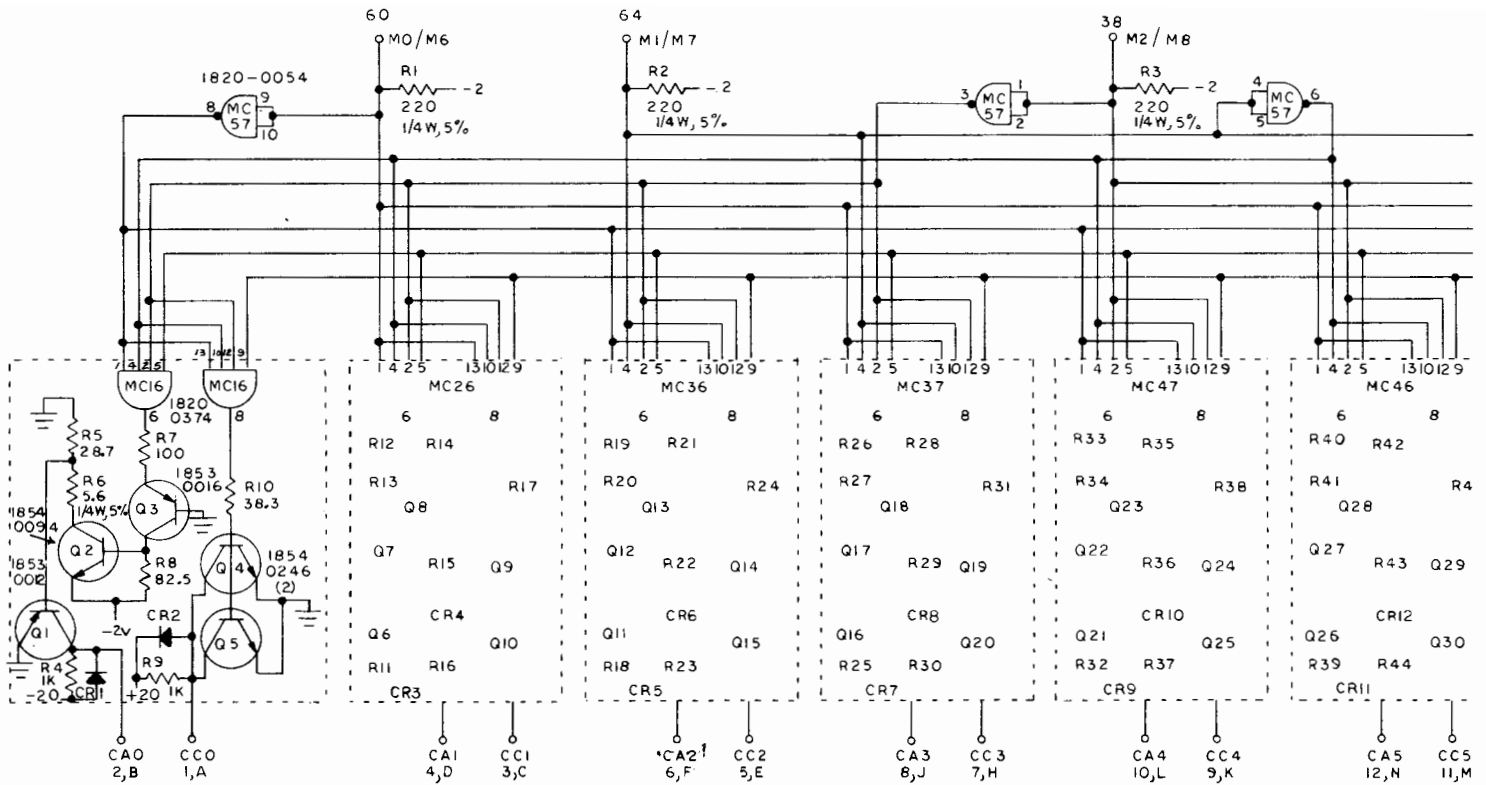 60
M0/M6
64
M1/M7
38
M2/M8
1820-0054
R1
-2
220
1/4W,5%
R2
-2
220
1/4W,5%
R3
-2
220
1/4W,5%
8
MC
57
9
10
3
MC
57
1
2
4
5
MC
57
6
1 4 2 5
13 10 12 9
MC16
MC16
6
8
1820
0374
R5
28.7
R7
100
R6
5.6
1/4W,5%
1853
0016
R10
38.3
Q3
1854
0094
Q2
1853
0012
R8
82.5
Q4
1854
0246
(2)
-2V
CR2
Q1
Q5
R4
1K
-20
CR1
R9
1K
+20
1 4 2 5 13 10 12 9
MC26
6 8
R12 R14
R13 R17
Q8
Q7
R15 Q9
CR4
Q6 Q10
R11 R16
CR3
1 4 2 5 13 10 12 9
MC36
6 8
R19 R21
R20 R24
Q13
Q12
R22 Q14
CR6
Q11 Q15
R18 R23
CR5
1 4 2 5 13 10 12 9
MC37
6 8
R26 R28
R27 R31
Q18
Q17
R29 Q19
CR8
Q16 Q20
R25 R30
CR7
1 4 2 5 13 10 12 9
MC47
6 8
R33 R35
R34 R38
Q23
Q22
R36 Q24
CR10
Q21 Q25
R32 R37
CR9
1 4 2 5 13 10 12 9
MC46
6 8
R40 R42
R41 R4
Q28
Q27
R43 Q29
CR12
Q26 Q30
R39 R44
CR11
CA0
2,B
CC0
1,A
CA1
4,D
CC1
3,C
CA2
6,F
CC2
5,E
CA3
8,J
CC3
7,H
CA4
10,L
CC4
9,K
CA5
12,N
CC5
11,M